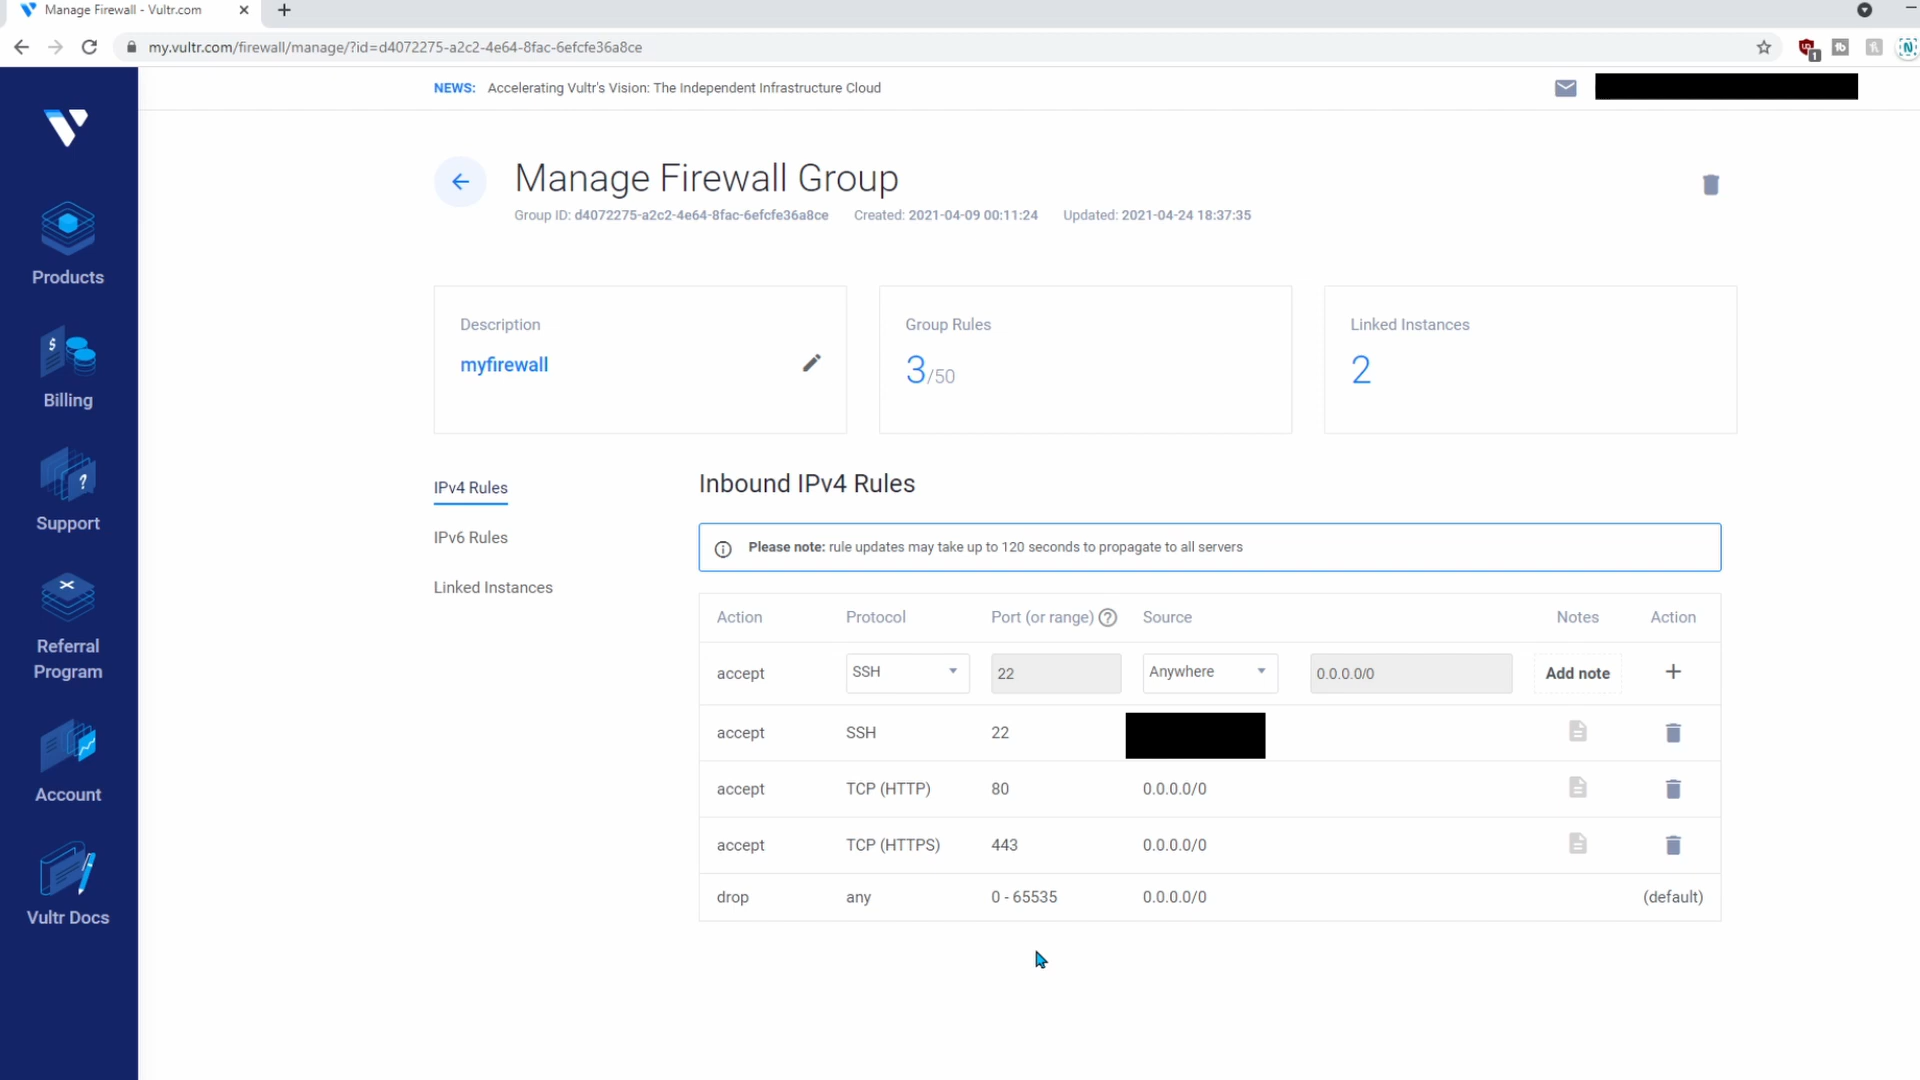 Manage Firewall - Vultr.com
my.vultr.com/firewall/manage/?id=d4072275-a2c2-4e64-8fac-6efcfe36a8ce
1
NEWS: Accelerating Vultr's Vision: The Independent Infrastructure Cloud
Products
Billing
Support
Referral
Program
Account
Vultr Docs
Manage Firewall Group
Group ID: d4072275-a2c2-4e64-8fac-6efcfe36a8ce Created: 2021-04-09 00:11:24 Updated: 2021-04-24 18:37:35
Description
myfirewall
Group Rules
3/50
Linked Instances
2
IPv4 Rules
IPv6 Rules
Linked Instances
Inbound IPv4 Rules
Please note: rule updates may take up to 120 seconds to propagate to all servers
Action Protocol Port (or range) ? Source Notes Action
accept SSH 22 Anywhere 0.0.0.0/0 Add note +
accept SSH 22
accept TCP (HTTP) 80 0.0.0.0/0
accept TCP (HTTPS) 443 0.0.0.0/0
drop any 0 - 65535 0.0.0.0/0 (default)